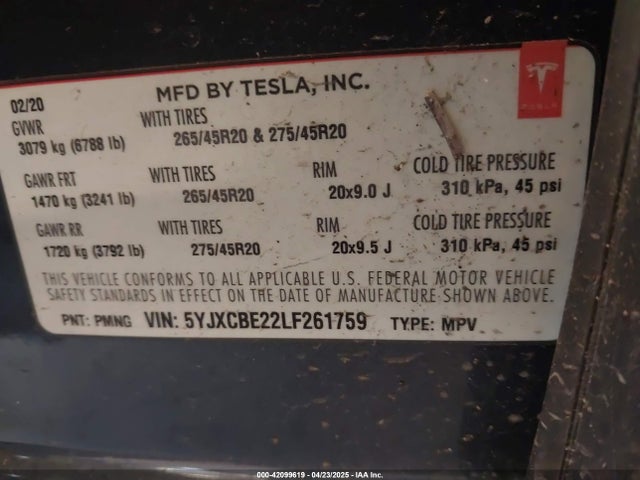 02/20 MFD BY TESLA, INC.
TESLA
GVWR WITH TIRES
3079 kg (6788 lb) 265/45R20 & 275/45R20
GAWR FRT WITH TIRES RIM COLD TIRE PRESSURE
1470 kg (3241 lb) 265/45R20 20x9.0 J 310 kPa, 45 psi
GAWR RR WITH TIRES RIM COLD TIRE PRESSURE
1720 kg (3792 lb) 275/45R20 20x9.5 J 310 kPa, 45 psi
THIS VEHICLE CONFORMS TO ALL APPLICABLE U.S. FEDERAL MOTOR VEHICLE
SAFETY STANDARDS IN EFFECT ON THE DATE OF MANUFACTURE SHOWN ABOVE.
PNT: PMNG VIN: 5YJXCBE22LF261759 TYPE: MPV
000-42099619 - 04/23/2025 - IAA Inc.